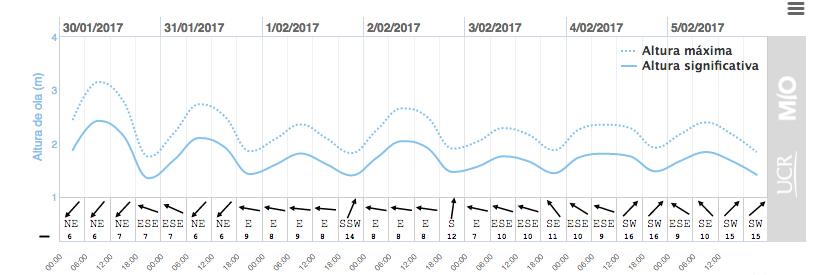 30/01/2017 31/01/2017 1/02/2017 2/02/2017 3/02/2017 4/02/2017 5/02/2017
4
Altura máxima
Altura significativa
3
2
1
Altura de ola (m)
MIO
UCR
NE NE NE ESE ESE NE NE E E E SSW E E E S E ESE ESE SE ESE ESE SW SW ESE SE SW SW
6 6 7 7 7 6 6 9 8 9 8 14 8 8 8 12 7 10 10 11 10 9 16 16 9 10 15 15
00:00 06:00 12:00 18:00 00:00 06:00 12:00 18:00 00:00 06:00 12:00 18:00 00:00 06:00 12:00 18:00 00:00 06:00 12:00 18:00 00:00 06:00 12:00 18:00 00:00 06:00 12:00